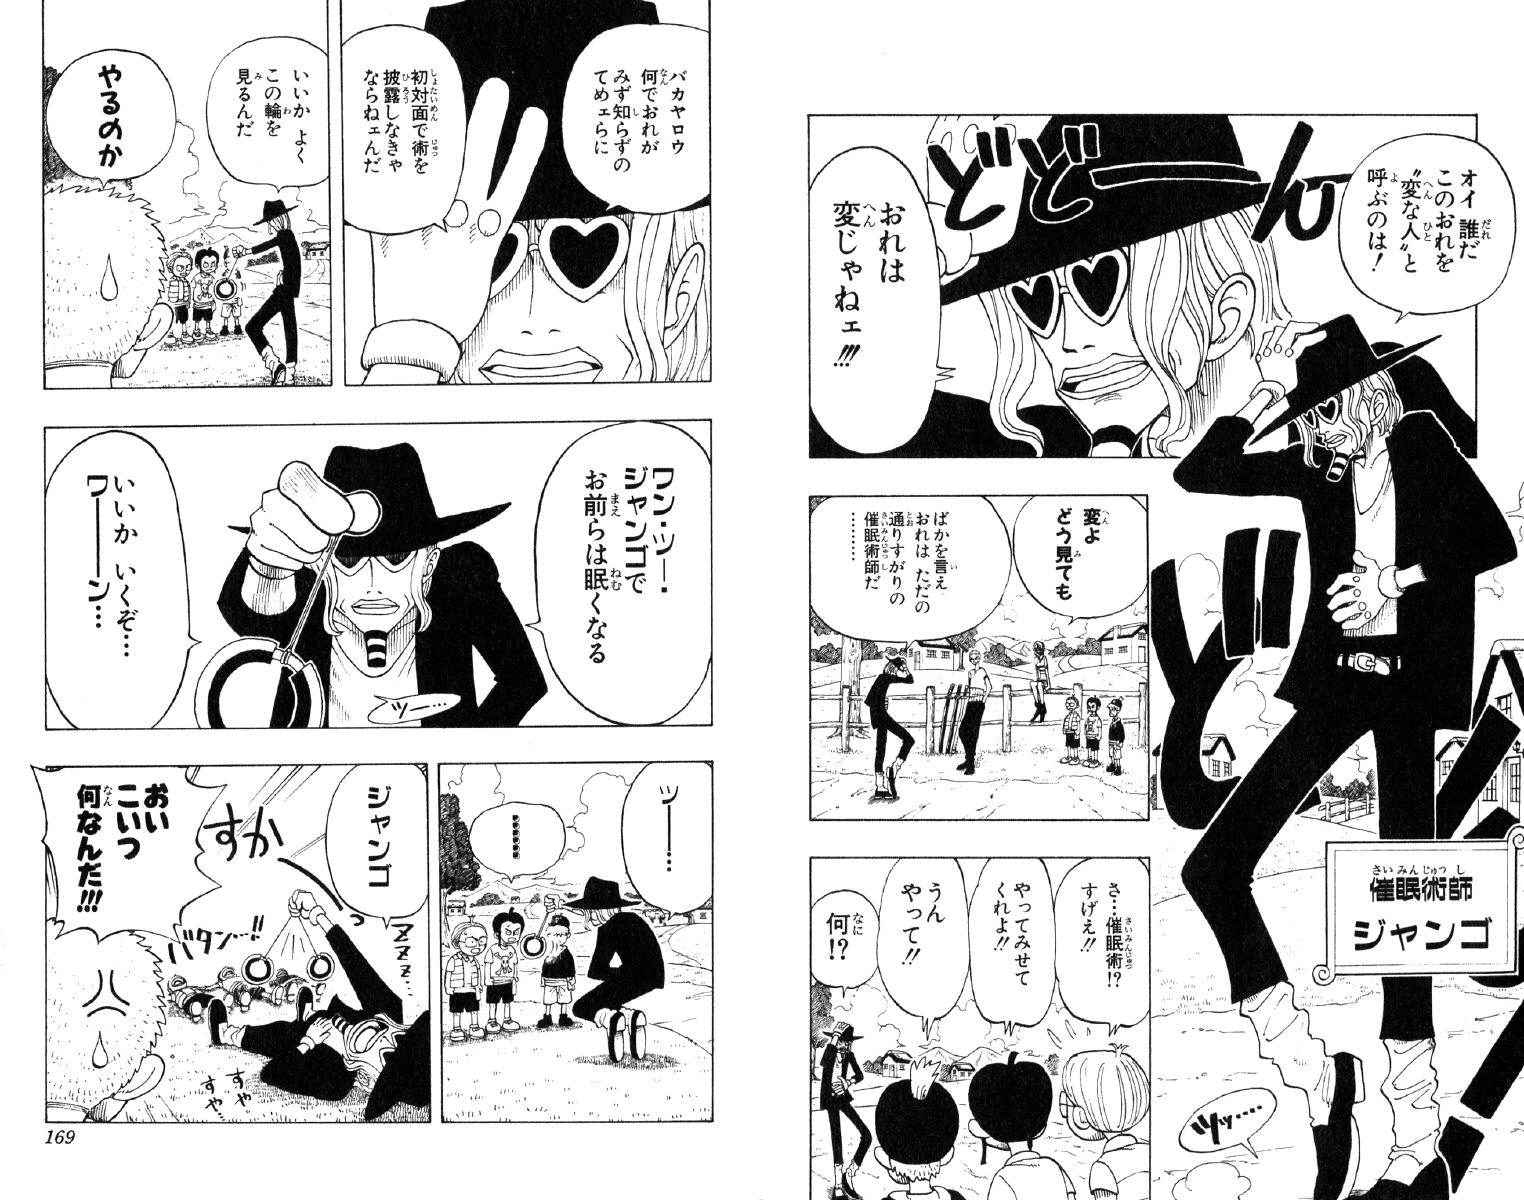 オイ 誰だ
このおれを
〝変な人〟と
呼ぶのは!
ん
ど
ど
おれは
変じゃねェ!!!
ど
ど
催眠術師
ジャンゴ
ツッ‥‥
変よ
どう見ても
ばかを言え
おれは ただの
通りすがりの
催眠術師だ
…………
さ…催眠術!?
すげえ!!
やってみせて
くれよ!!
うん
やって!!
何!?
バカヤロウ
何でおれが
みず知らずの
てめェらに
初対面で術を
披露しなきゃ
ならねェんだ
いいか よく
この輪を
見るんだ
やるのか
ワン・ツー・
ジャンゴで
お前らは眠くなる
ツー…
いいか いくぞ…
ワ――ン…
ツ――…
……
ジャンゴ
すかーっ
ZZZ…
バタン…!!
すや…
すや…
おい
こいつ
何なんだ!!!
169